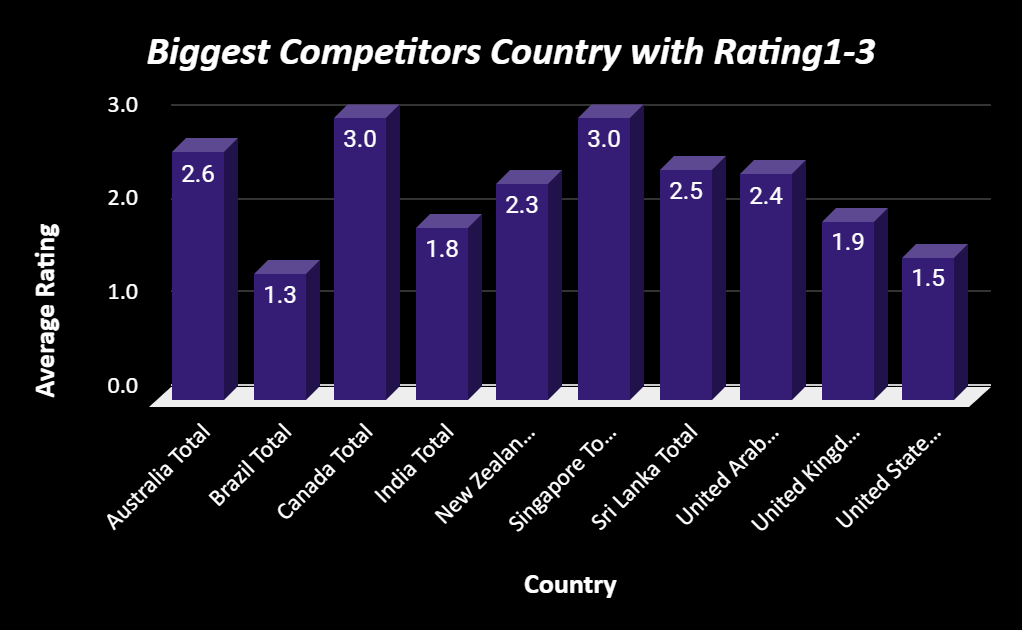 Biggest Competitors Country with Rating1-3
3.0
2.0
1.0
0.0
Average Rating
2.6
1.3
3.0
1.8
2.3
3.0
2.5
2.4
1.9
1.5
Australia Total
Brazil Total
Canada Total
India Total
New Zealan...
Singapore To...
Sri Lanka Total
United Arab...
United Kingd...
United State...
Country